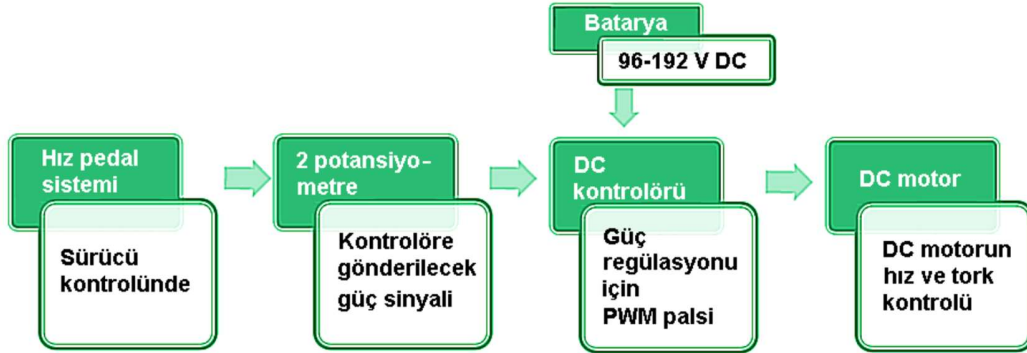 Batarya
96-192 V DC
Hız pedal
sistemi
Sürücü
kontrolünde
2 potansiyo-
metre
Kontrolöre
gönderilecek
güç sinyali
DC
kontrolörü
Güç
regülasyonu
için
PWM palsi
DC motor
DC motorun
hız ve tork
kontrolü